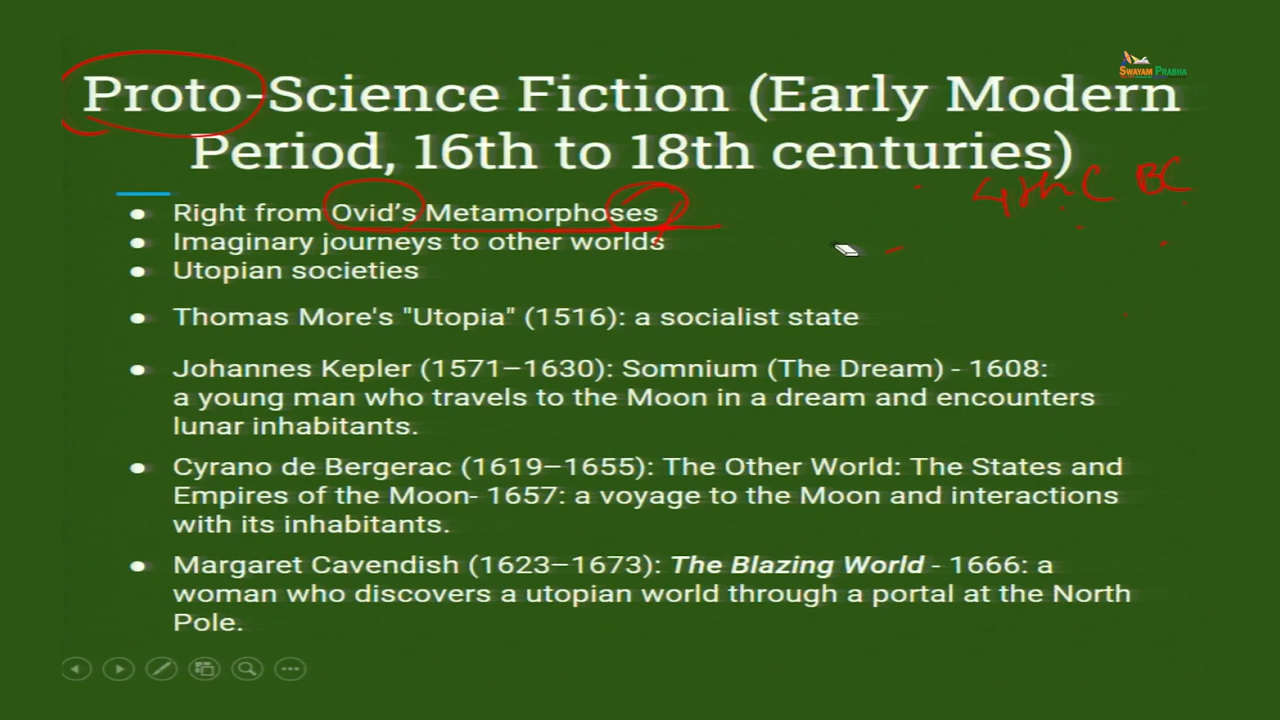 SWAYAM PRABHA
Proto-Science Fiction (Early Modern
Period, 16th to 18th centuries)
4th C BC
• Right from Ovid's Metamorphoses
• Imaginary journeys to other worlds
• Utopian societies
• Thomas More's "Utopia" (1516): a socialist state
• Johannes Kepler (1571–1630): Somnium (The Dream) - 1608:
a young man who travels to the Moon in a dream and encounters
lunar inhabitants.
• Cyrano de Bergerac (1619–1655): The Other World: The States and
Empires of the Moon- 1657: a voyage to the Moon and interactions
with its inhabitants.
• Margaret Cavendish (1623–1673): The Blazing World - 1666: a
woman who discovers a utopian world through a portal at the North
Pole.